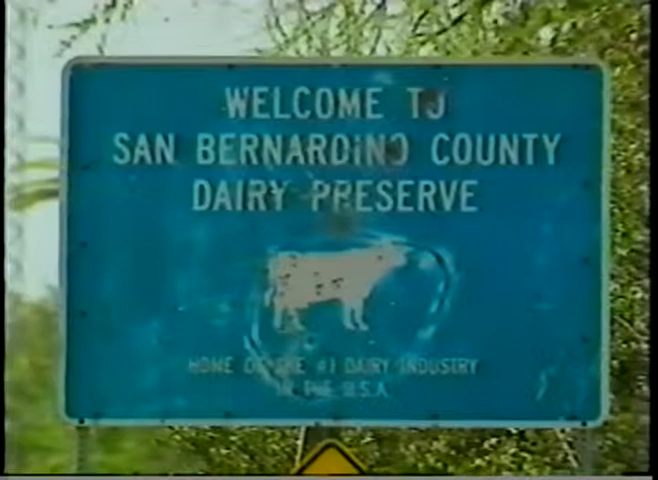 WELCOME TO
SAN BERNARDINO COUNTY
DAIRY PRESERVE
HOME OF THE #1 DAIRY INDUSTRY
IN THE U.S.A.